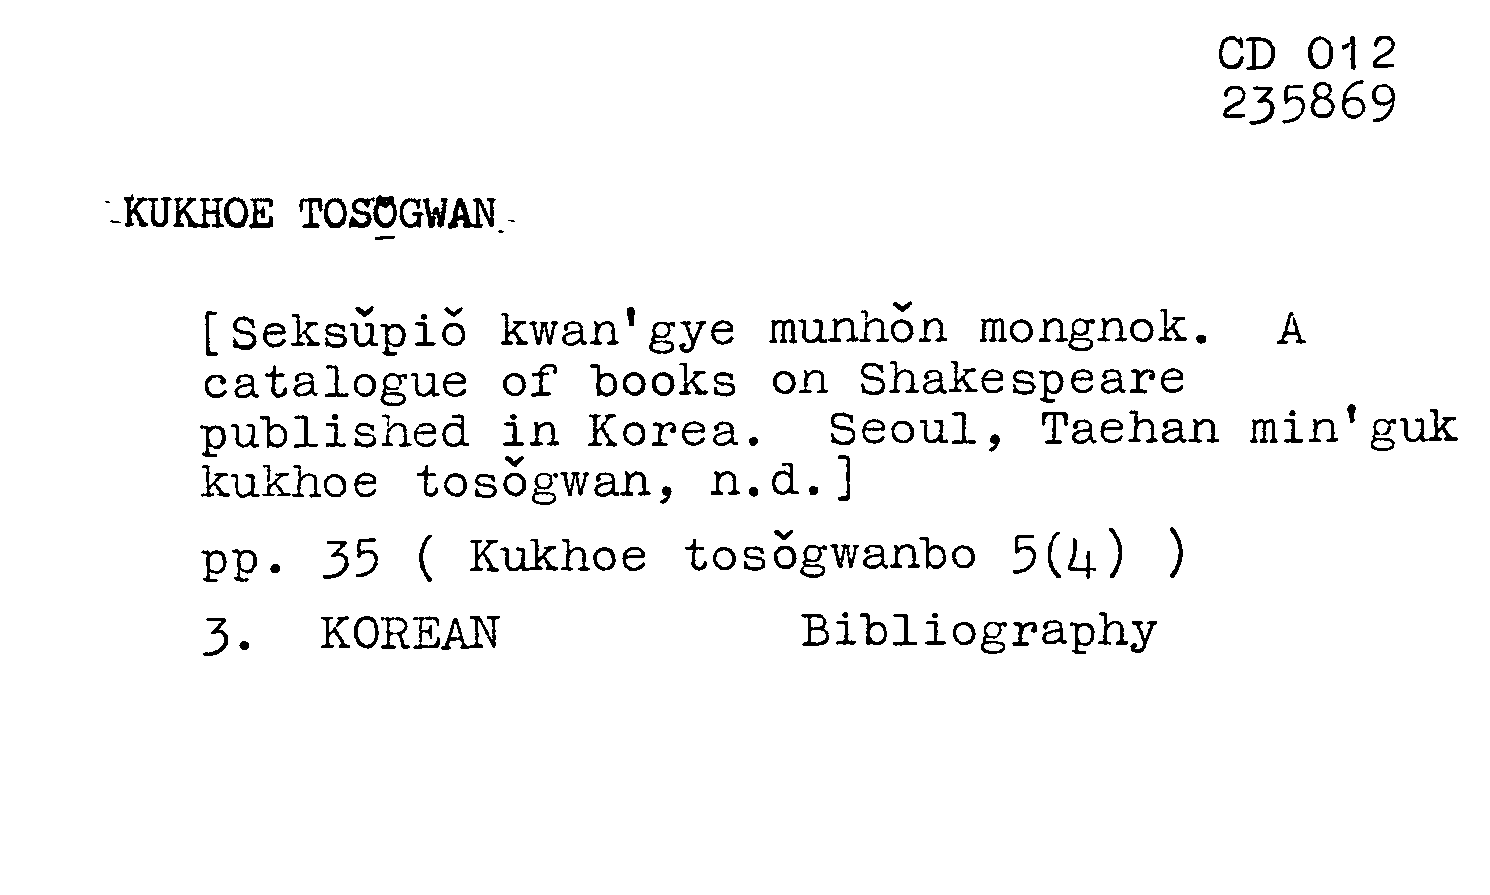 CD 012
235869
KUKHOE TOSŎGWAN
[Seksŭpiŏ kwan'gye munhŏn mongnok.  A
catalogue of books on Shakespeare
published in Korea.  Seoul, Taehan min'guk
kukhoe tosŏgwan, n.d.]
pp. 35 ( Kukhoe tosŏgwanbo 5(4) )
3.  KOREAN  Bibliography